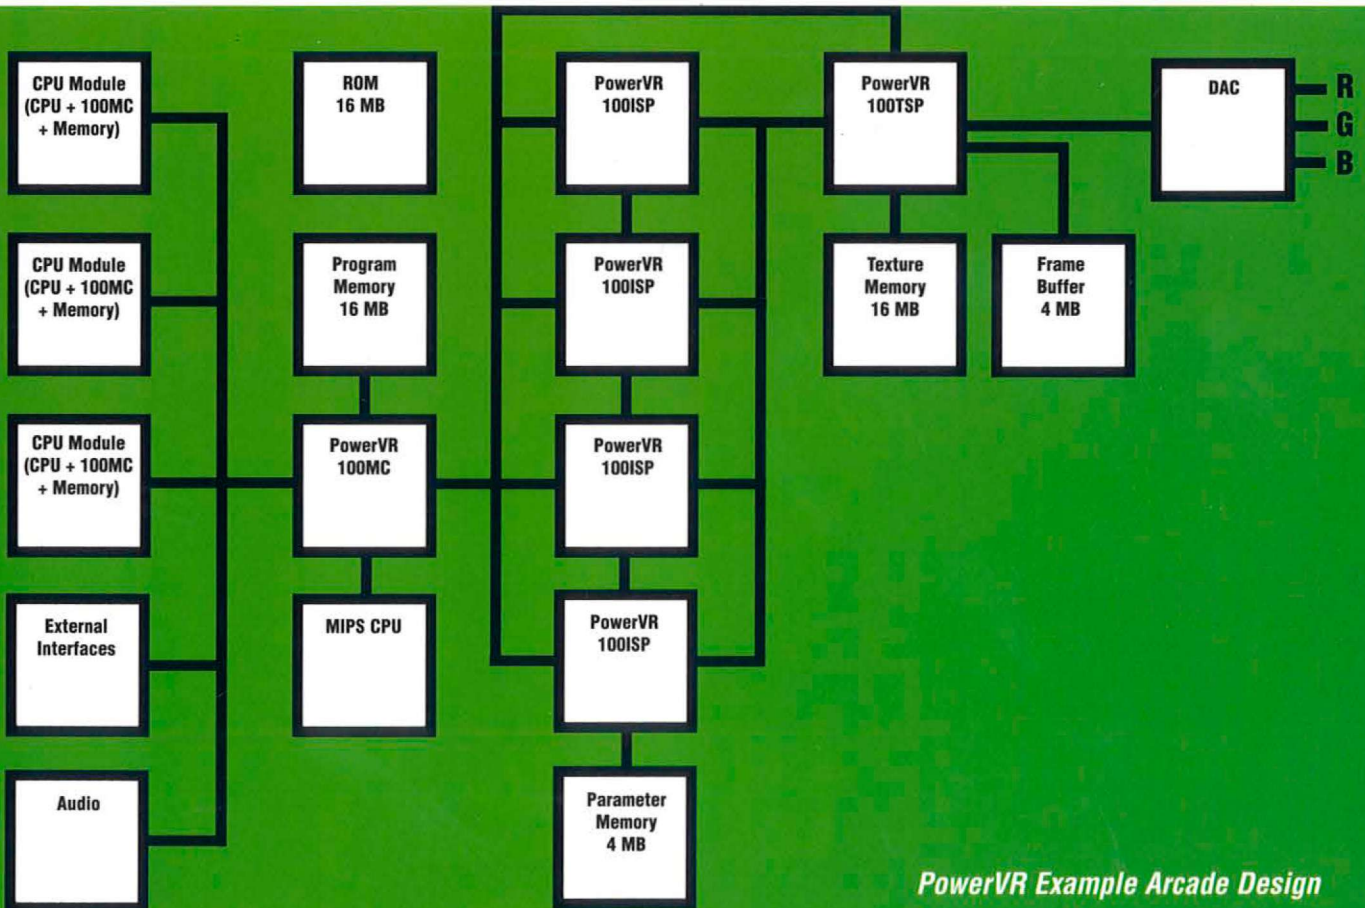 CPU Module
(CPU + 100MC
+ Memory)
ROM
16 MB
PowerVR
100ISP
PowerVR
100TSP
DAC
R
G
B
CPU Module
(CPU + 100MC
+ Memory)
Program
Memory
16 MB
PowerVR
100ISP
Texture
Memory
16 MB
Frame
Buffer
4 MB
CPU Module
(CPU + 100MC
+ Memory)
PowerVR
100MC
PowerVR
100ISP
External
Interfaces
MIPS CPU
PowerVR
100ISP
Audio
Parameter
Memory
4 MB
PowerVR Example Arcade Design